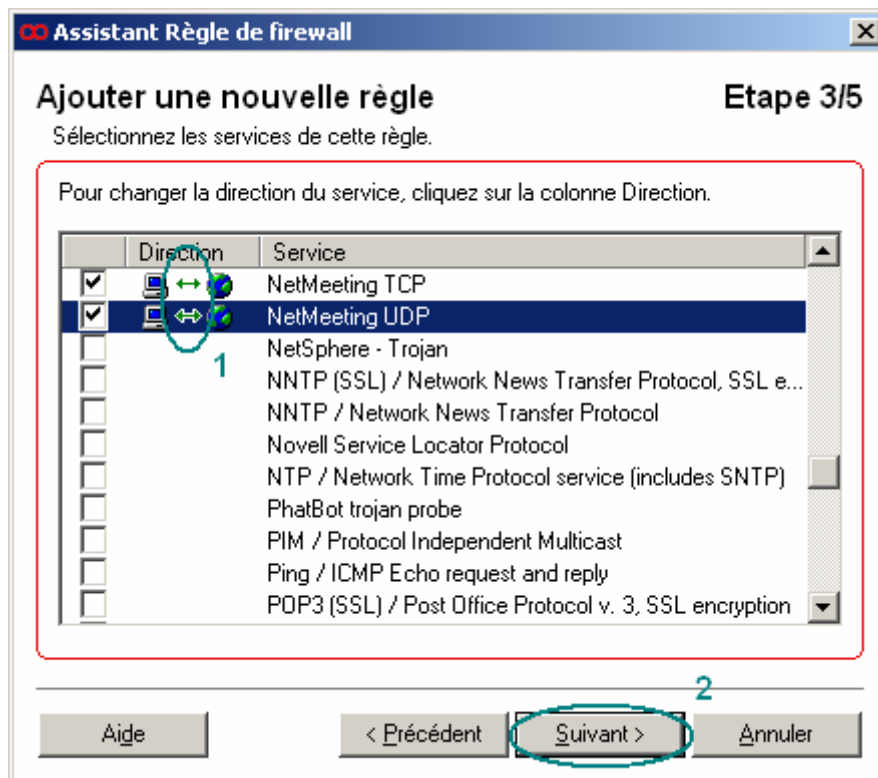 Assistant Règle de firewall
Ajouter une nouvelle règle Etape 3/5
Sélectionnez les services de cette règle.
Pour changer la direction du service, cliquez sur la colonne Direction.
Direction Service
NetMeeting TCP
NetMeeting UDP
1
NetSphere - Trojan
NNTP (SSL) / Network News Transfer Protocol, SSL e...
NNTP / Network News Transfer Protocol
Novell Service Locator Protocol
NTP / Network Time Protocol service (includes SNTP)
PhatBot trojan probe
PIM / Protocol Independent Multicast
Ping / ICMP Echo request and reply
POP3 (SSL) / Post Office Protocol v. 3, SSL encryption
2
Aide < Précédent Suivant > Annuler